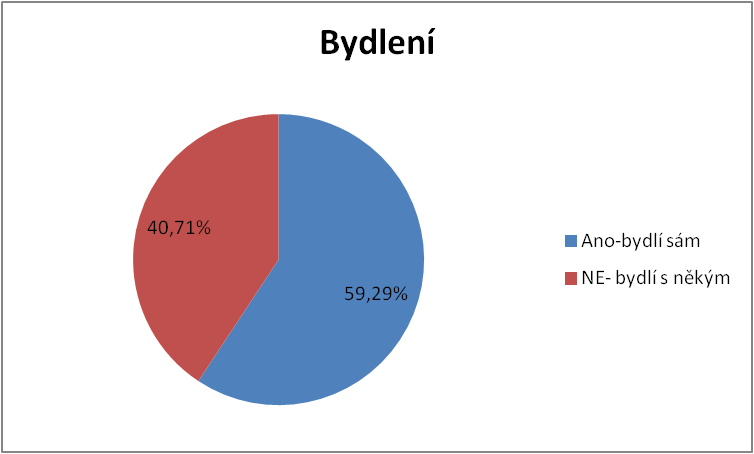 Bydlení
40,71%
59,29%
Ano-bydlí sám
NE- bydlí s někým